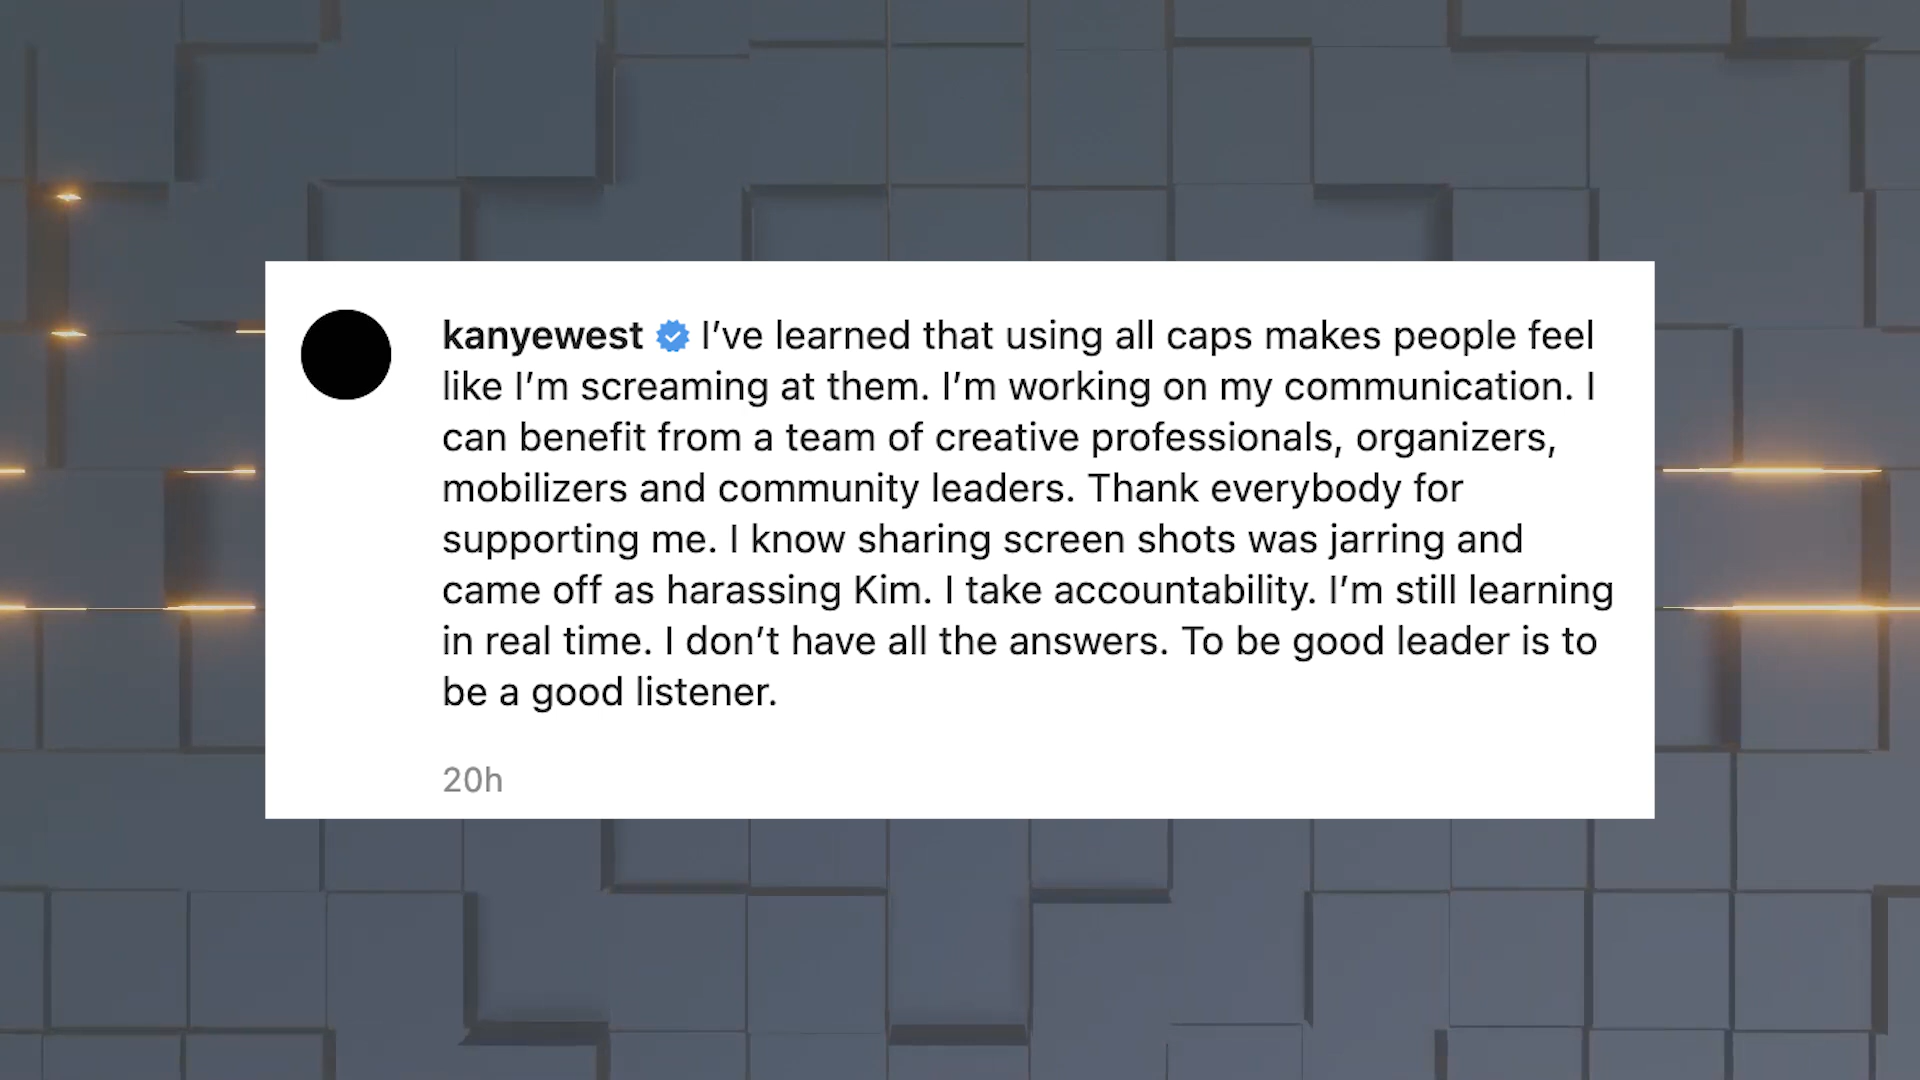 kanyewest I’ve learned that using all caps makes people feel
like I’m screaming at them. I’m working on my communication. I
can benefit from a team of creative professionals, organizers,
mobilizers and community leaders. Thank everybody for
supporting me. I know sharing screen shots was jarring and
came off as harassing Kim. I take accountability. I’m still learning
in real time. I don’t have all the answers. To be good leader is to
be a good listener.
20h